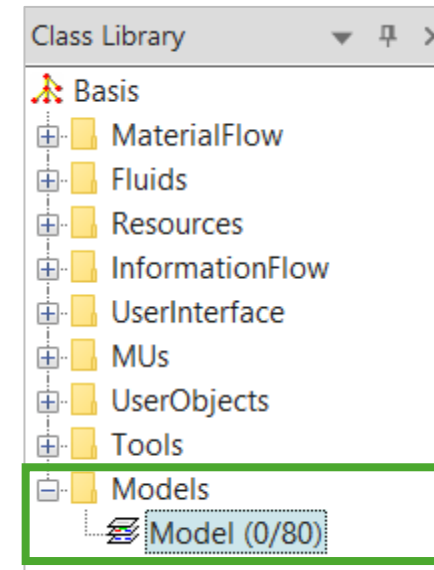 Class Library
Basis
MaterialFlow
Fluids
Resources
InformationFlow
UserInterface
MUs
UserObjects
Tools
Models
Model (0/80)